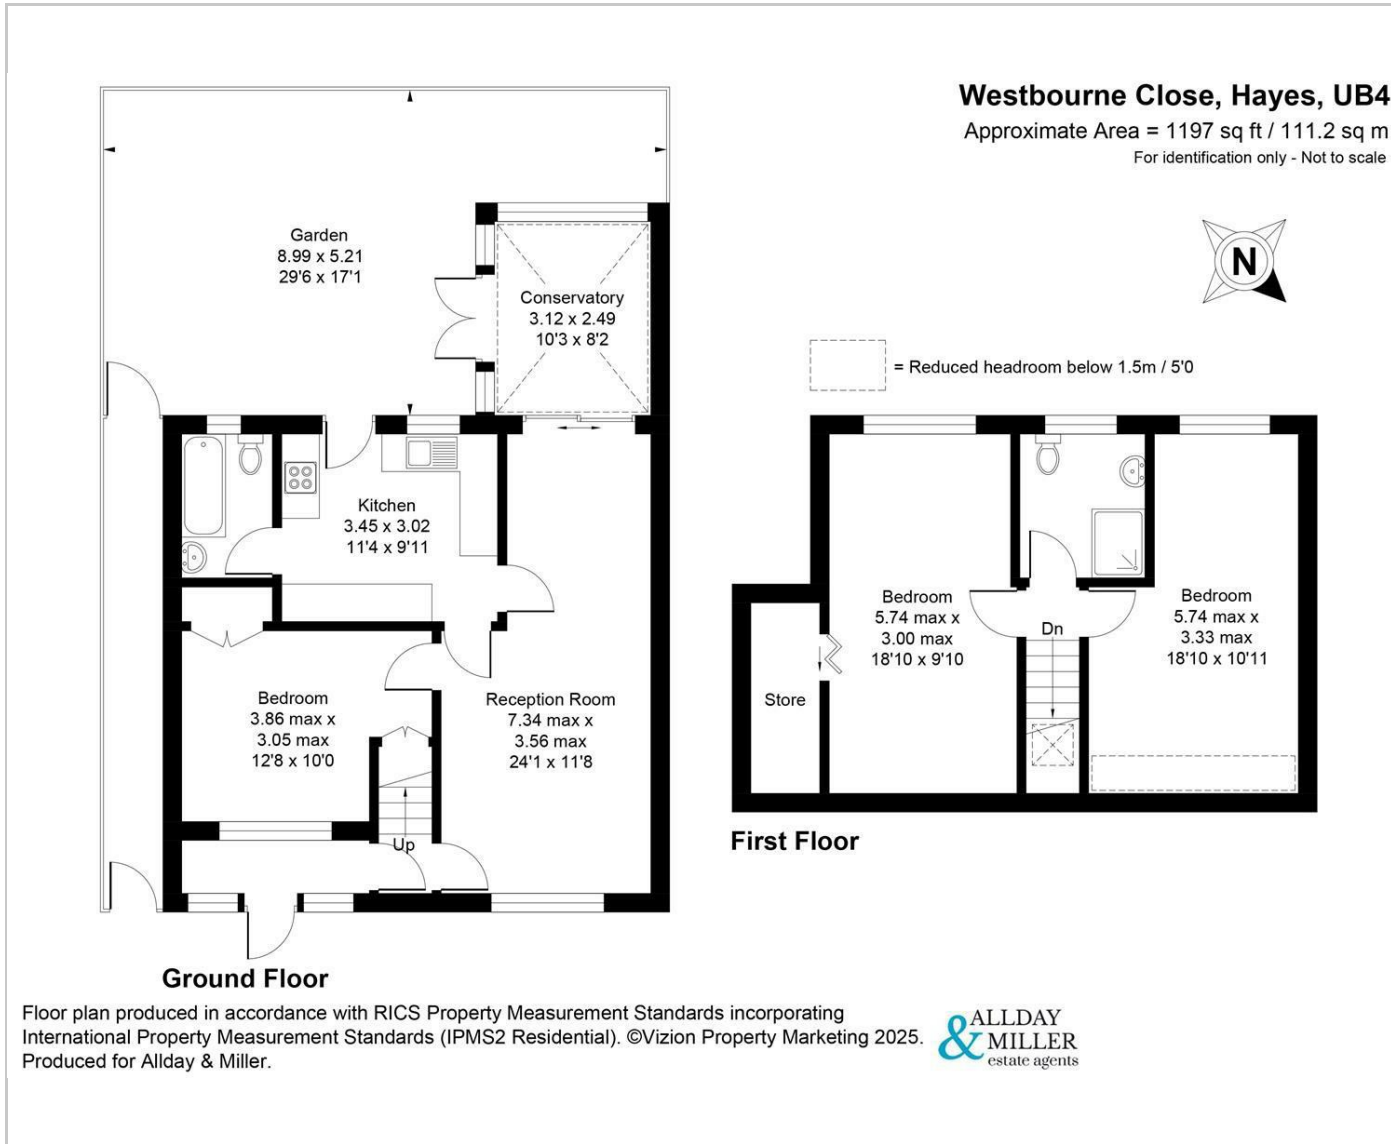 Westbourne Close, Hayes, UB4
Approximate Area = 1197 sq ft / 111.2 sq m
For identification only - Not to scale
N
= Reduced headroom below 1.5m / 5'0
Garden
8.99 x 5.21
29'6 x 17'1
Conservatory
3.12 x 2.49
10'3 x 8'2
Kitchen
3.45 x 3.02
11'4 x 9'11
Bedroom
3.86 max x
3.05 max
12'8 x 10'0
Reception Room
7.34 max x
3.56 max
24'1 x 11'8
Up
Ground Floor
Bedroom
5.74 max x
3.00 max
18'10 x 9'10
Dn
Bedroom
5.74 max x
3.33 max
18'10 x 10'11
Store
First Floor
Floor plan produced in accordance with RICS Property Measurement Standards incorporating
International Property Measurement Standards (IPMS2 Residential). ©Vizion Property Marketing 2025.
Produced for Allday & Miller.
ALLDAY
& MILLER
estate agents